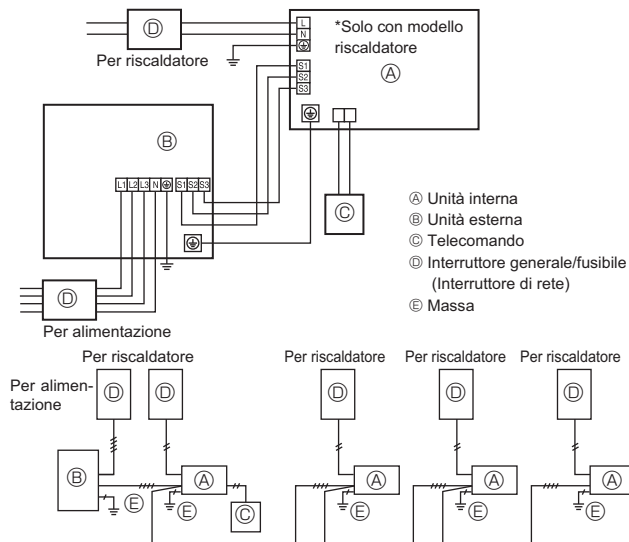 L
N
*Solo con modello
riscaldatore
Ⓓ
Per riscaldatore
Ⓐ
S1
S2
S3
Ⓑ
L1 L2 L3 N S1 S2 S3
Ⓒ
Ⓐ Unità interna
Ⓑ Unità esterna
Ⓒ Telecomando
Ⓓ Interruttore generale/fusibile
(Interruttore di rete)
Ⓔ Massa
Ⓓ
Per alimentazione
Per riscaldatore
Per riscaldatore
Per riscaldatore
Per riscaldatore
Per alimen-
tazione
Ⓓ Ⓓ Ⓓ Ⓓ Ⓓ
Ⓑ Ⓐ Ⓐ Ⓐ Ⓐ
Ⓔ Ⓔ Ⓒ Ⓔ Ⓔ Ⓔ